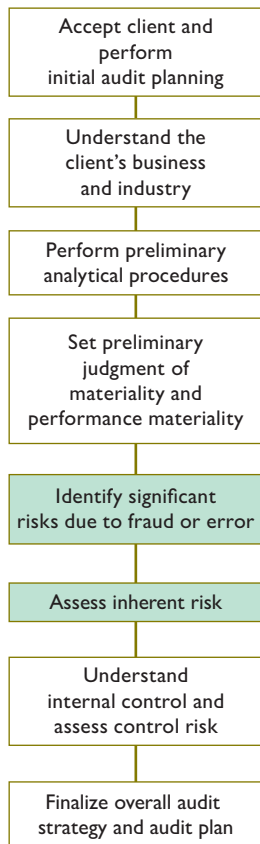 Accept client and
perform
initial audit planning
Understand the
client's business
and industry
Perform preliminary
analytical procedures
Set preliminary
judgment of
materiality and
performance materiality
Identify significant
risks due to fraud or error
Assess inherent risk
Understand
internal control and
assess control risk
Finalize overall audit
strategy and audit plan